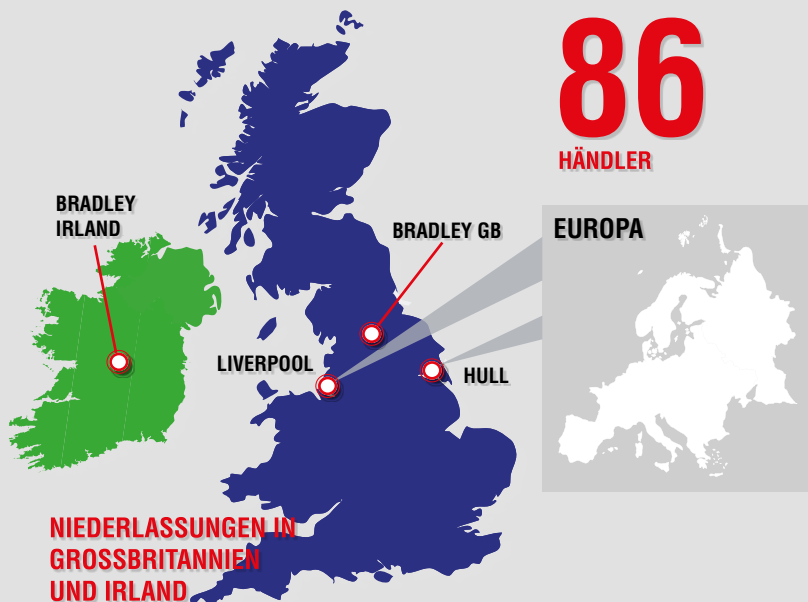 86
HÄNDLER
BRADLEY
IRLAND
BRADLEY GB
EUROPA
LIVERPOOL
HULL
NIEDERLASSUNGEN IN
GROSSBRITANNIEN
UND IRLAND